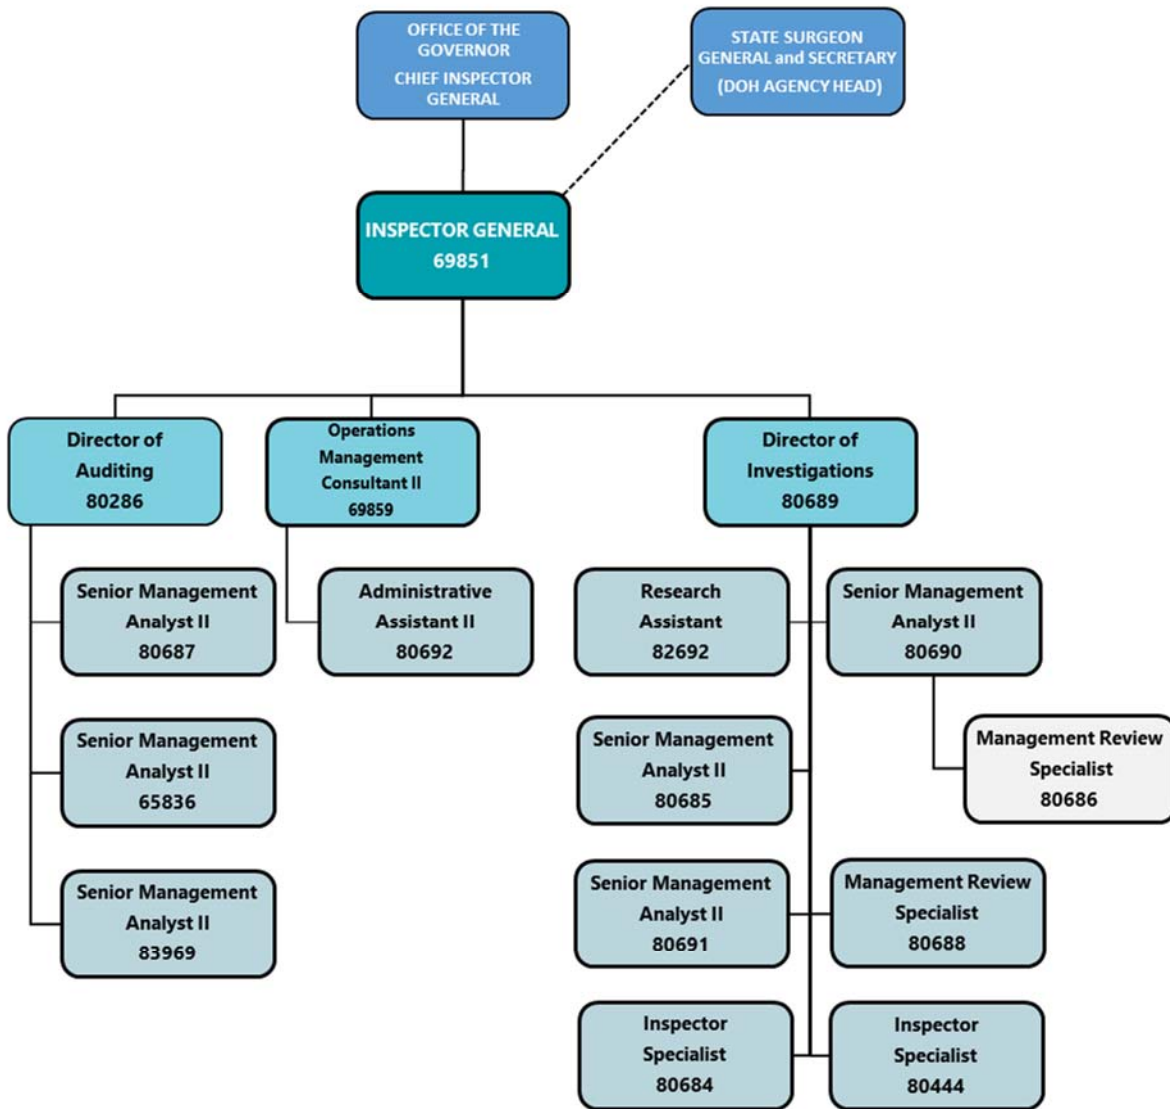 OFFICE OF THE
GOVERNOR
CHIEF INSPECTOR
GENERAL
STATE SURGEON
GENERAL and SECRETARY
(DOH AGENCY HEAD)
INSPECTOR GENERAL
69851
Director of
Auditing
80286
Operations
Management
Consultant II
69859
Director of
Investigations
80689
Senior Management
Analyst II
80687
Administrative
Assistant II
80692
Research
Assistant
82692
Senior Management
Analyst II
80690
Senior Management
Analyst II
65836
Senior Management
Analyst II
80685
Management Review
Specialist
80686
Senior Management
Analyst II
83969
Senior Management
Analyst II
80691
Management Review
Specialist
80688
Inspector
Specialist
80684
Inspector
Specialist
80444